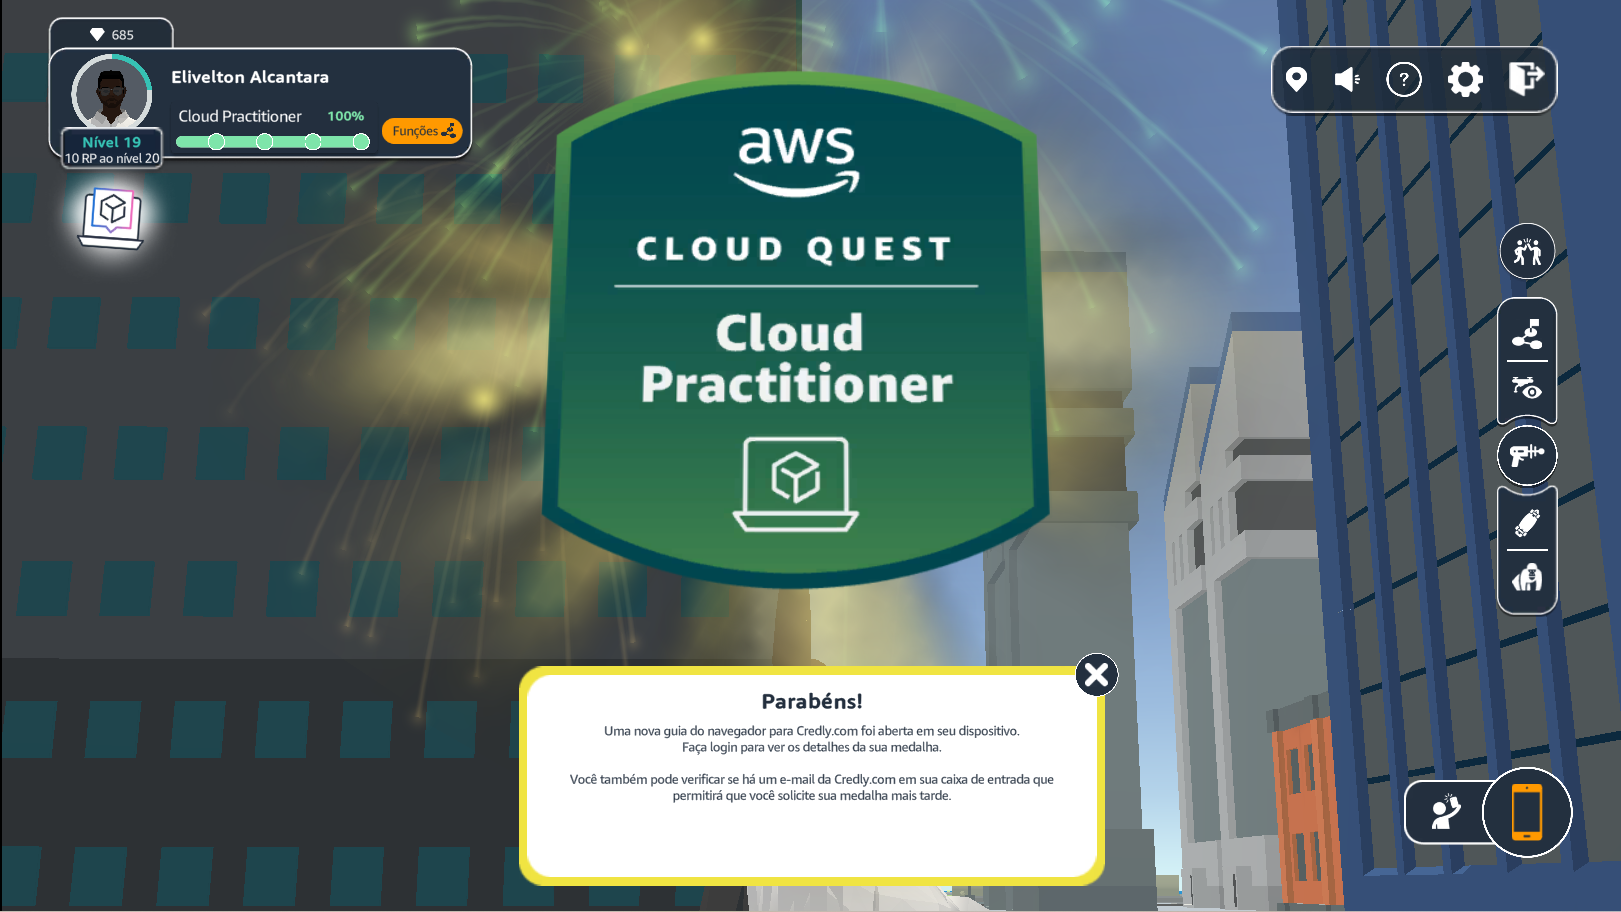 685
Elivelton Alcantara
Cloud Practitioner 100%
Funções
Nível 19
10 RP ao nível 20
aws
CLOUD QUEST
Cloud
Practitioner
?
Parabéns!
Uma nova guia do navegador para Credly.com foi aberta em seu dispositivo.
Faça login para ver os detalhes da sua medalha.
Você também pode verificar se há um e-mail da Credly.com em sua caixa de entrada que
permitirá que você solicite sua medalha mais tarde.